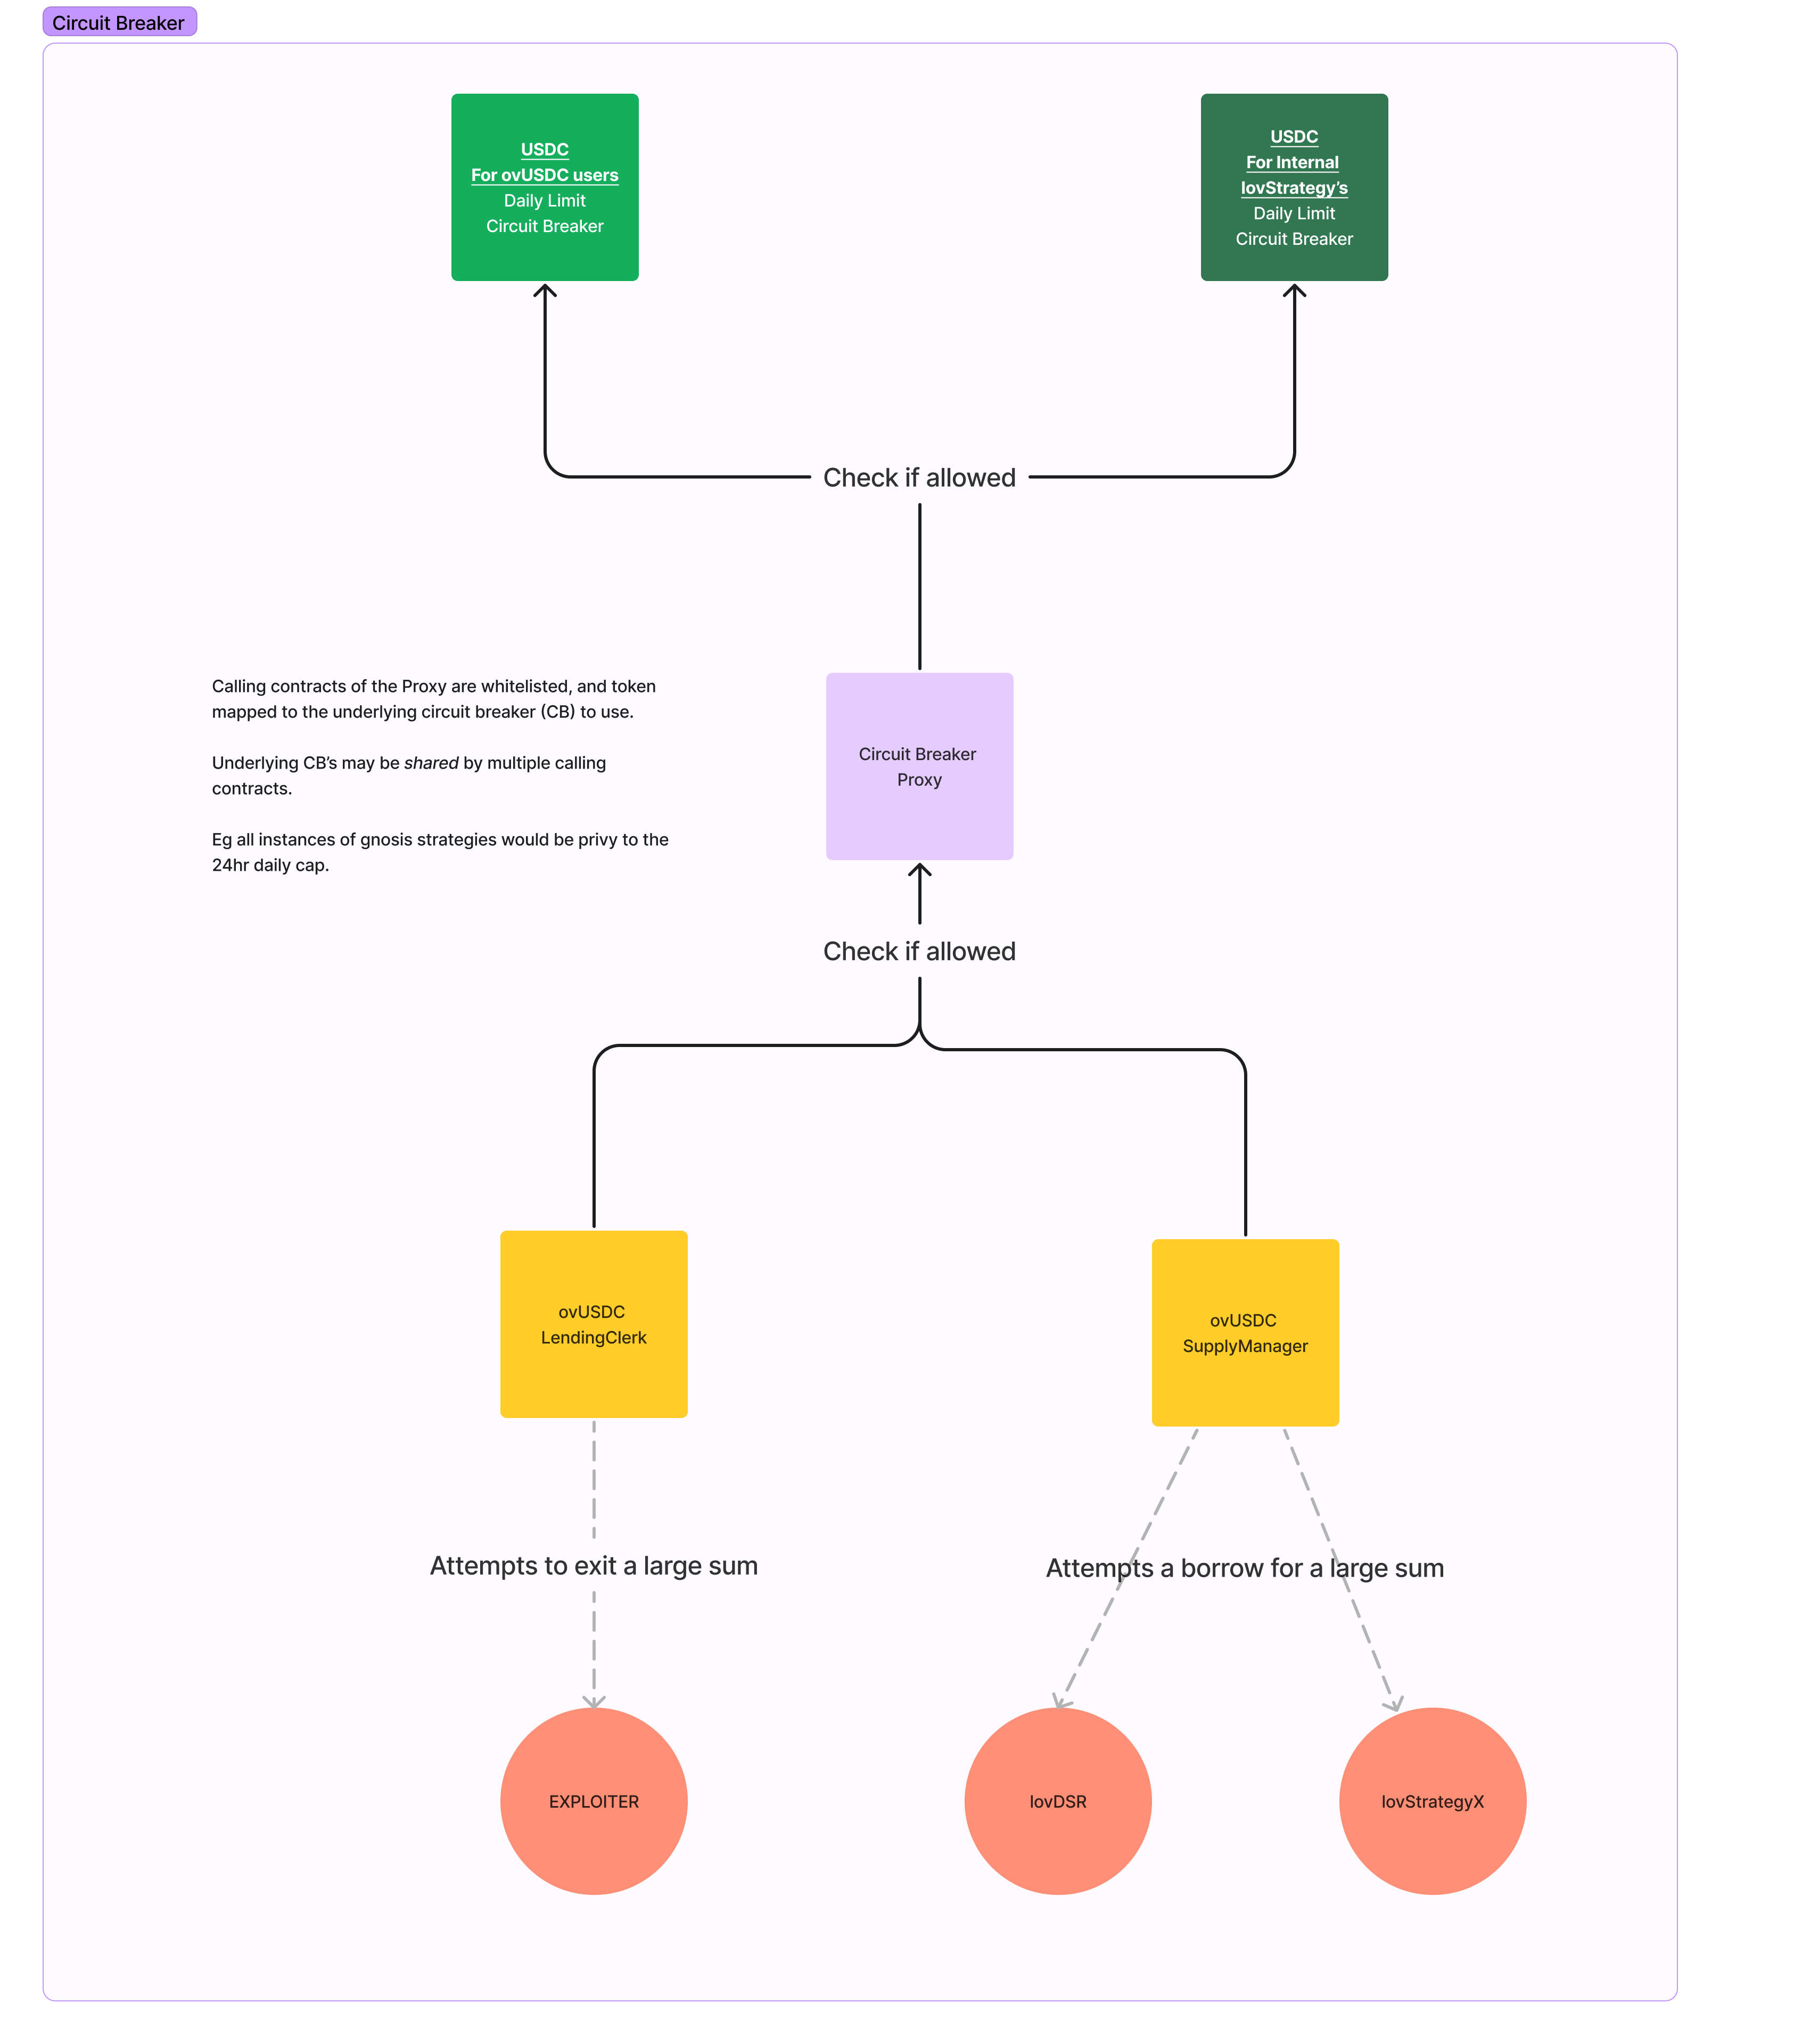 Circuit Breaker
USDC
For ovUSDC users
Daily Limit
Circuit Breaker
USDC
For Internal
lovStrategy’s
Daily Limit
Circuit Breaker
Check if allowed
Calling contracts of the Proxy are whitelisted, and token
mapped to the underlying circuit breaker (CB) to use.
Underlying CB’s may be shared by multiple calling
contracts.
Eg all instances of gnosis strategies would be privy to the
24hr daily cap.
Circuit Breaker
Proxy
Check if allowed
ovUSDC
LendingClerk
ovUSDC
SupplyManager
Attempts to exit a large sum
Attempts a borrow for a large sum
EXPLOITER
lovDSR
lovStrategyX